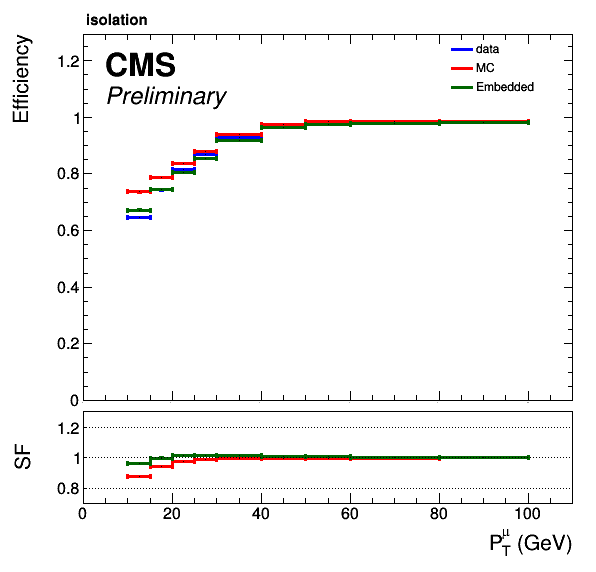 isolation
CMS
Preliminary
data
MC
Embedded
Efficiency
1.2
1
0.8
0.6
0.4
0.2
0
SF
1.2
1
0.8
0 20 40 60 80 100
P_T^μ (GeV)